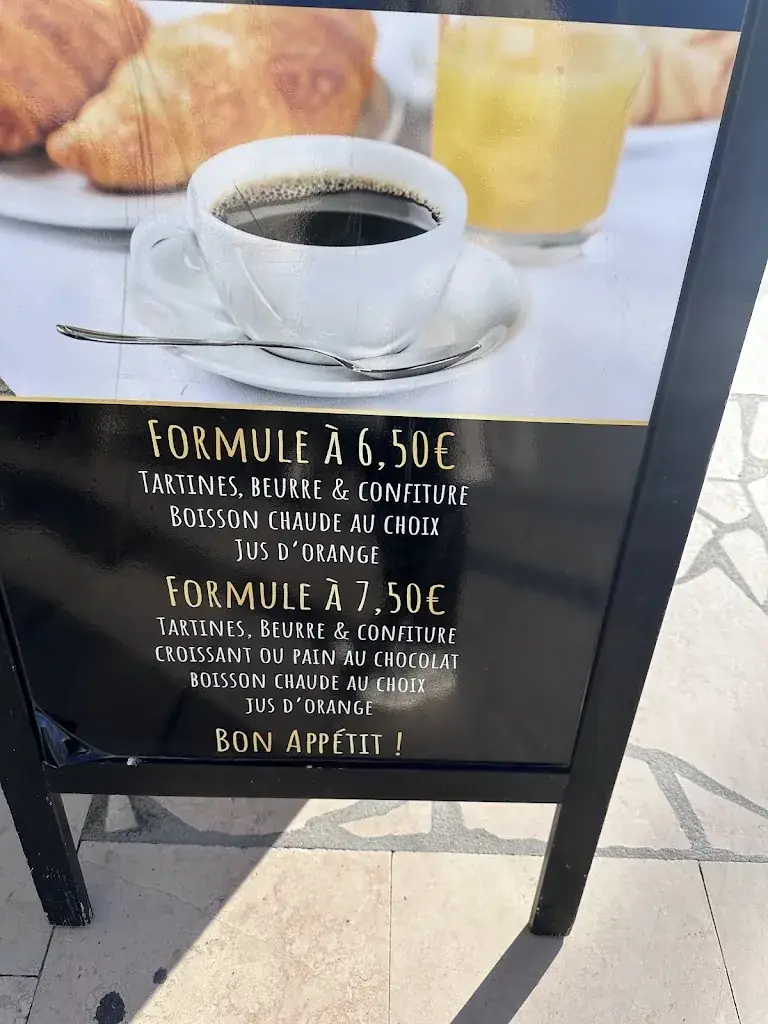 Formule à 6,50€
Tartines, beurre & confiture
Boisson chaude au choix
Jus d'orange
Formule à 7,50€
Tartines, Beurre & confiture
croissant ou pain au chocolat
boisson chaude au choix
jus d'orange
Bon Appétit !